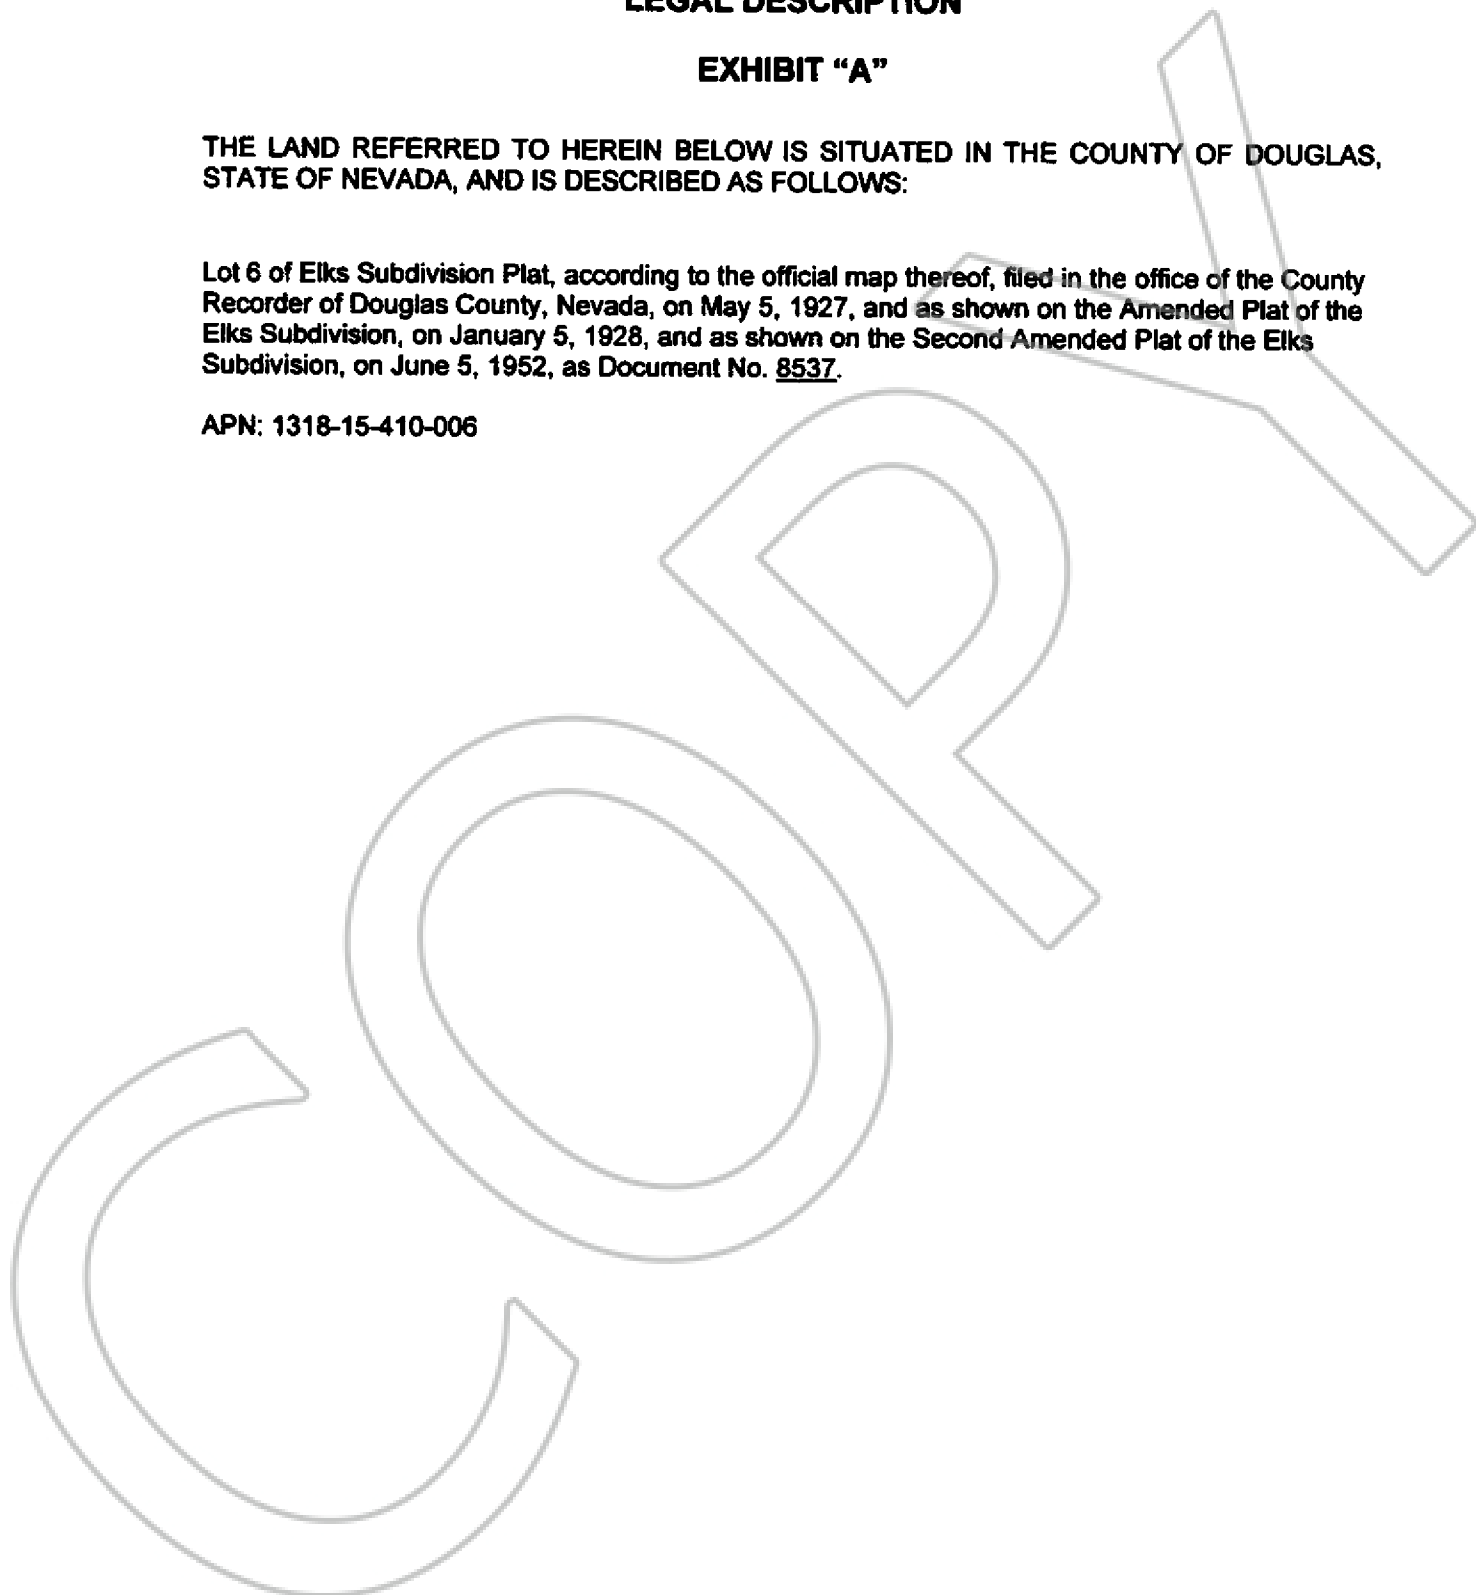 LEGAL DESCRIPTION
EXHIBIT “A”
THE LAND REFERRED TO HEREIN BELOW IS SITUATED IN THE COUNTY OF DOUGLAS,
STATE OF NEVADA, AND IS DESCRIBED AS FOLLOWS:
Lot 6 of Elks Subdivision Plat, according to the official map thereof, filed in the office of the County
Recorder of Douglas County, Nevada, on May 5, 1927, and as shown on the Amended Plat of the
Elks Subdivision, on January 5, 1928, and as shown on the Second Amended Plat of the Elks
Subdivision, on June 5, 1952, as Document No. 8537.
APN: 1318-15-410-006
COPY